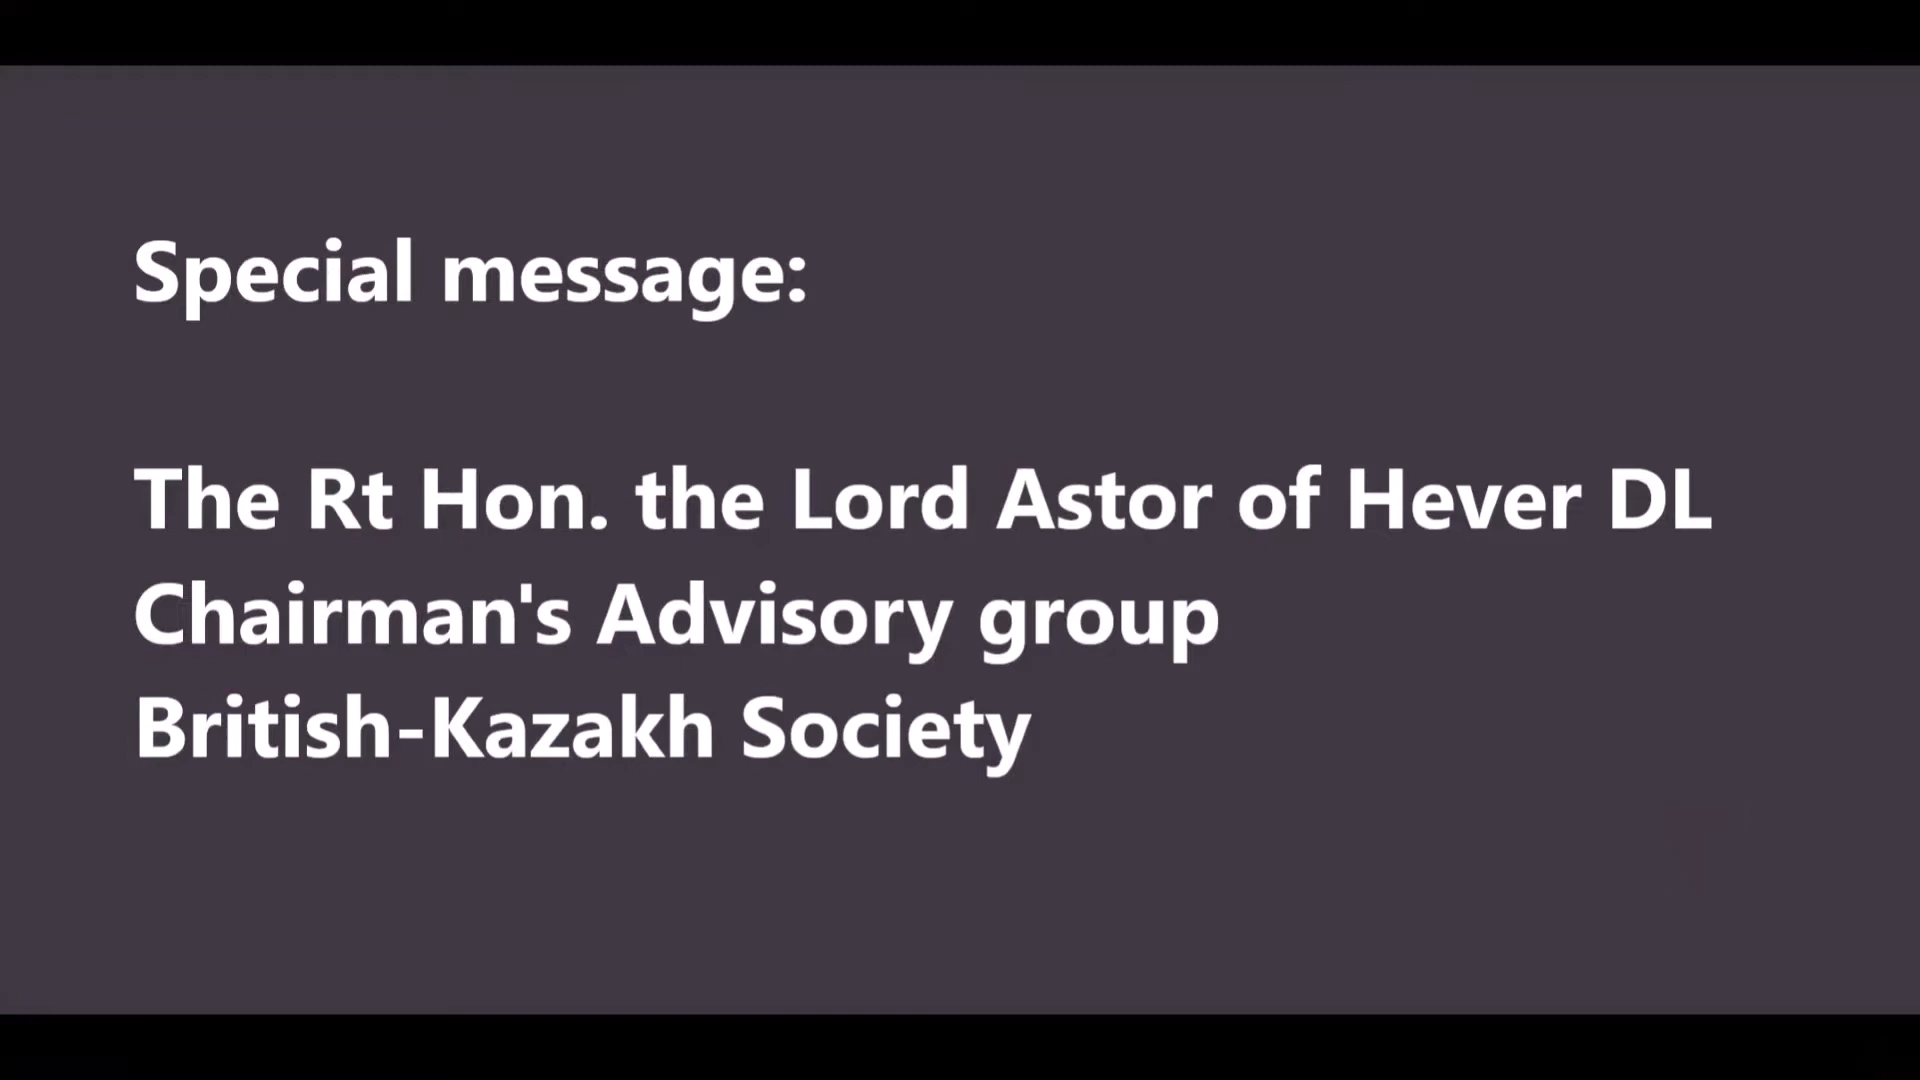 Special message:
The Rt Hon. the Lord Astor of Hever DL
Chairman's Advisory group
British-Kazakh Society